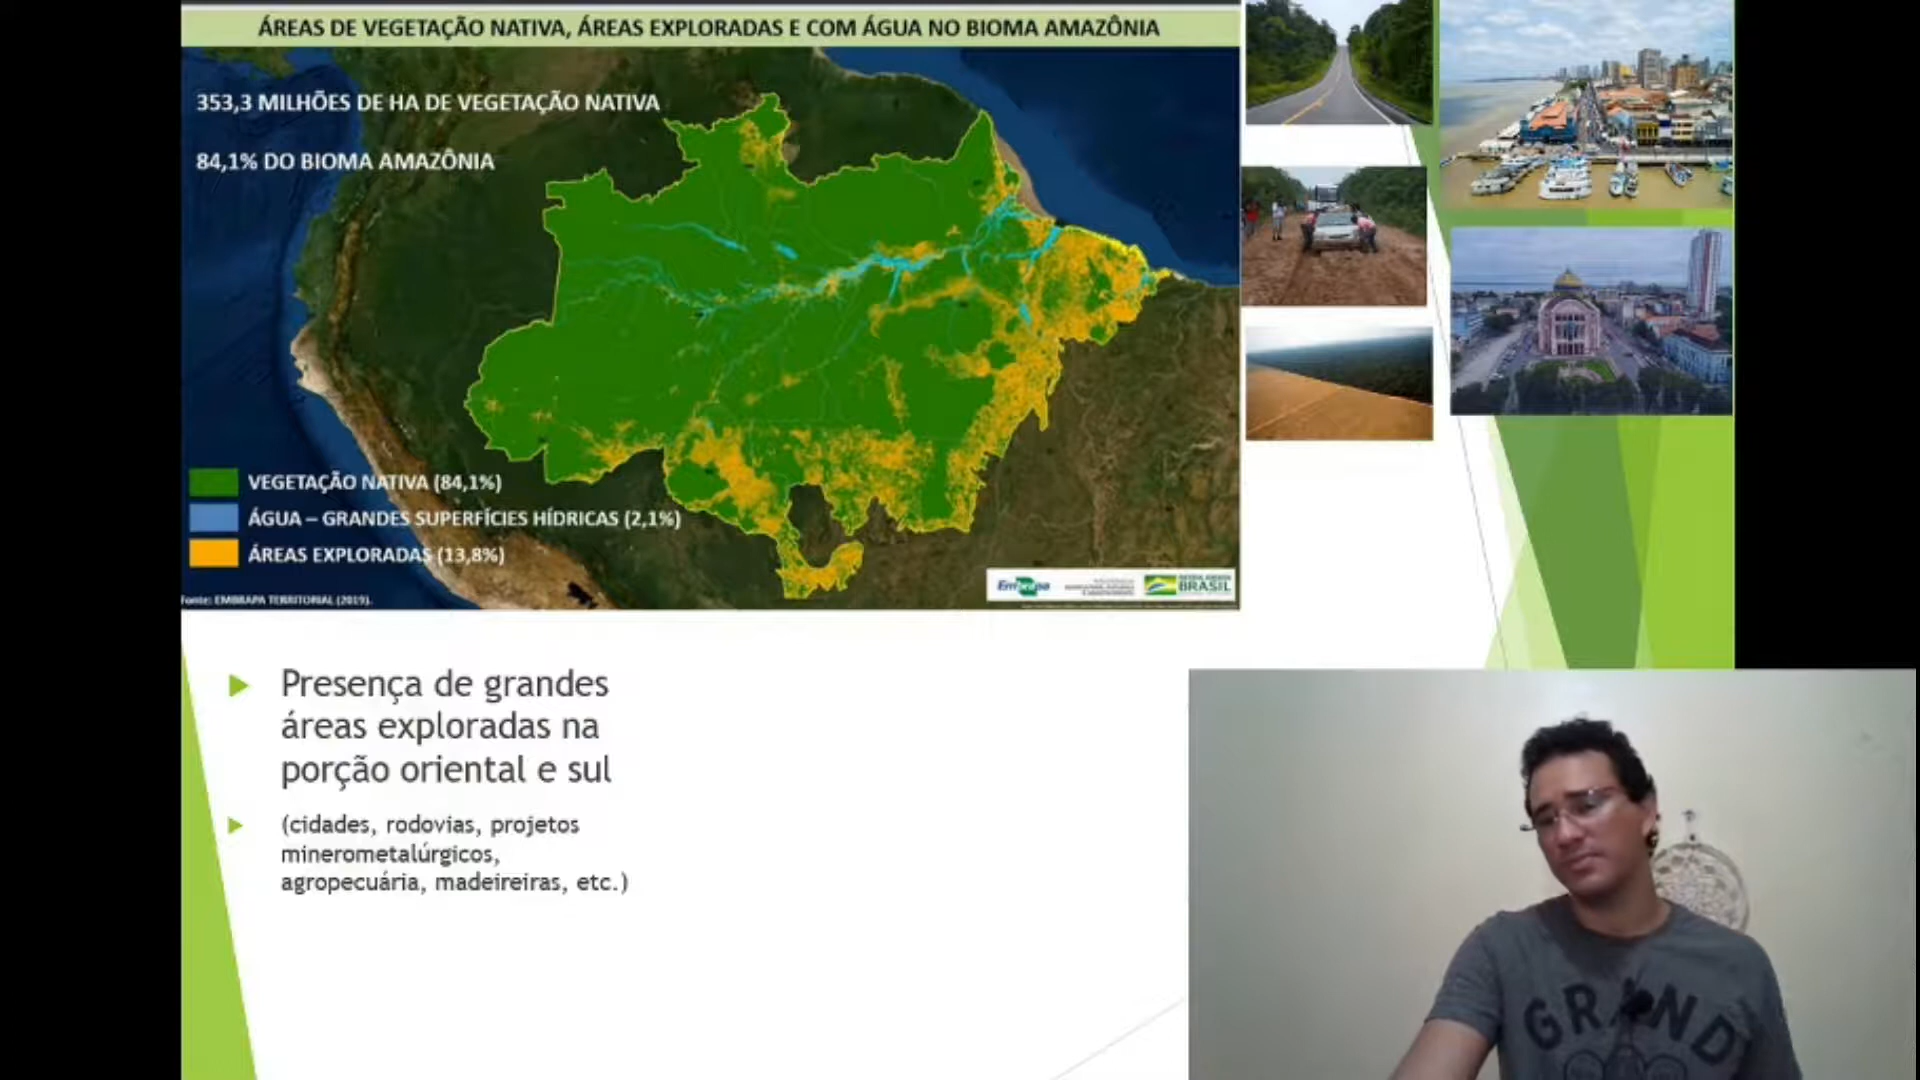 ÁREAS DE VEGETAÇÃO NATIVA, ÁREAS EXPLORADAS E COM ÁGUA NO BIOMA AMAZÔNIA
353,3 MILHÕES DE HA DE VEGETAÇÃO NATIVA
84,1% DO BIOMA AMAZÔNIA
VEGETAÇÃO NATIVA (84,1%)
ÁGUA – GRANDES SUPERFÍCIES HÍDRICAS (2,1%)
ÁREAS EXPLORADAS (13,8%)
Fonte: EMBRAPA TERRITORIAL (2019).
Embrapa
BRASIL
Presença de grandes
áreas exploradas na
porção oriental e sul
(cidades, rodovias, projetos
minerometalúrgicos,
agropecuária, madeireiras, etc.)
GRAND